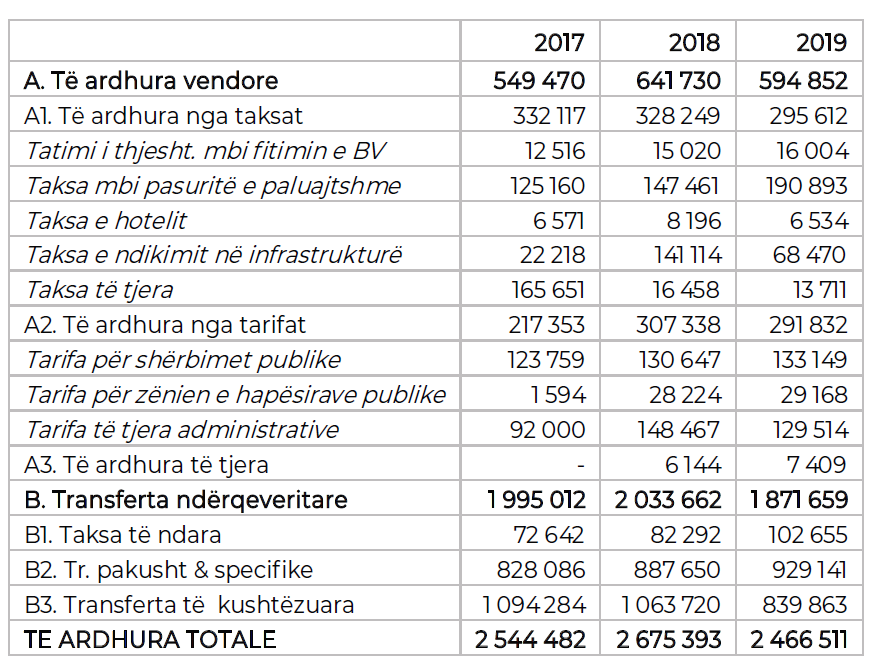 2017 2018 2019
A. Të ardhura vendore 549 470 641 730 594 852
A1. Të ardhura nga taksat 332 117 328 249 295 612
Tatimi i thjesht. mbi fitimin e BV 12 516 15 020 16 004
Taksa mbi pasuritë e paluajtshme 125 160 147 461 190 893
Taksa e hotelit 6 571 8 196 6 534
Taksa e ndikimit në infrastrukturë 22 218 141 114 68 470
Taksa të tjera 165 651 16 458 13 711
A2. Të ardhura nga tarifat 217 353 307 338 291 832
Tarifa për shërbimet publike 123 759 130 647 133 149
Tarifa për zënien e hapësirave publike 1 594 28 224 29 168
Tarifa të tjera administrative 92 000 148 467 129 514
A3. Të ardhura të tjera - 6 144 7 409
B. Transferta ndërqeveritare 1 995 012 2 033 662 1 871 659
B1. Taksa të ndara 72 642 82 292 102 655
B2. Tr. pakusht & specifike 828 086 887 650 929 141
B3. Transferta të kushtëzuara 1 094 284 1 063 720 839 863
TE ARDHURA TOTALE 2 544 482 2 675 393 2 466 511